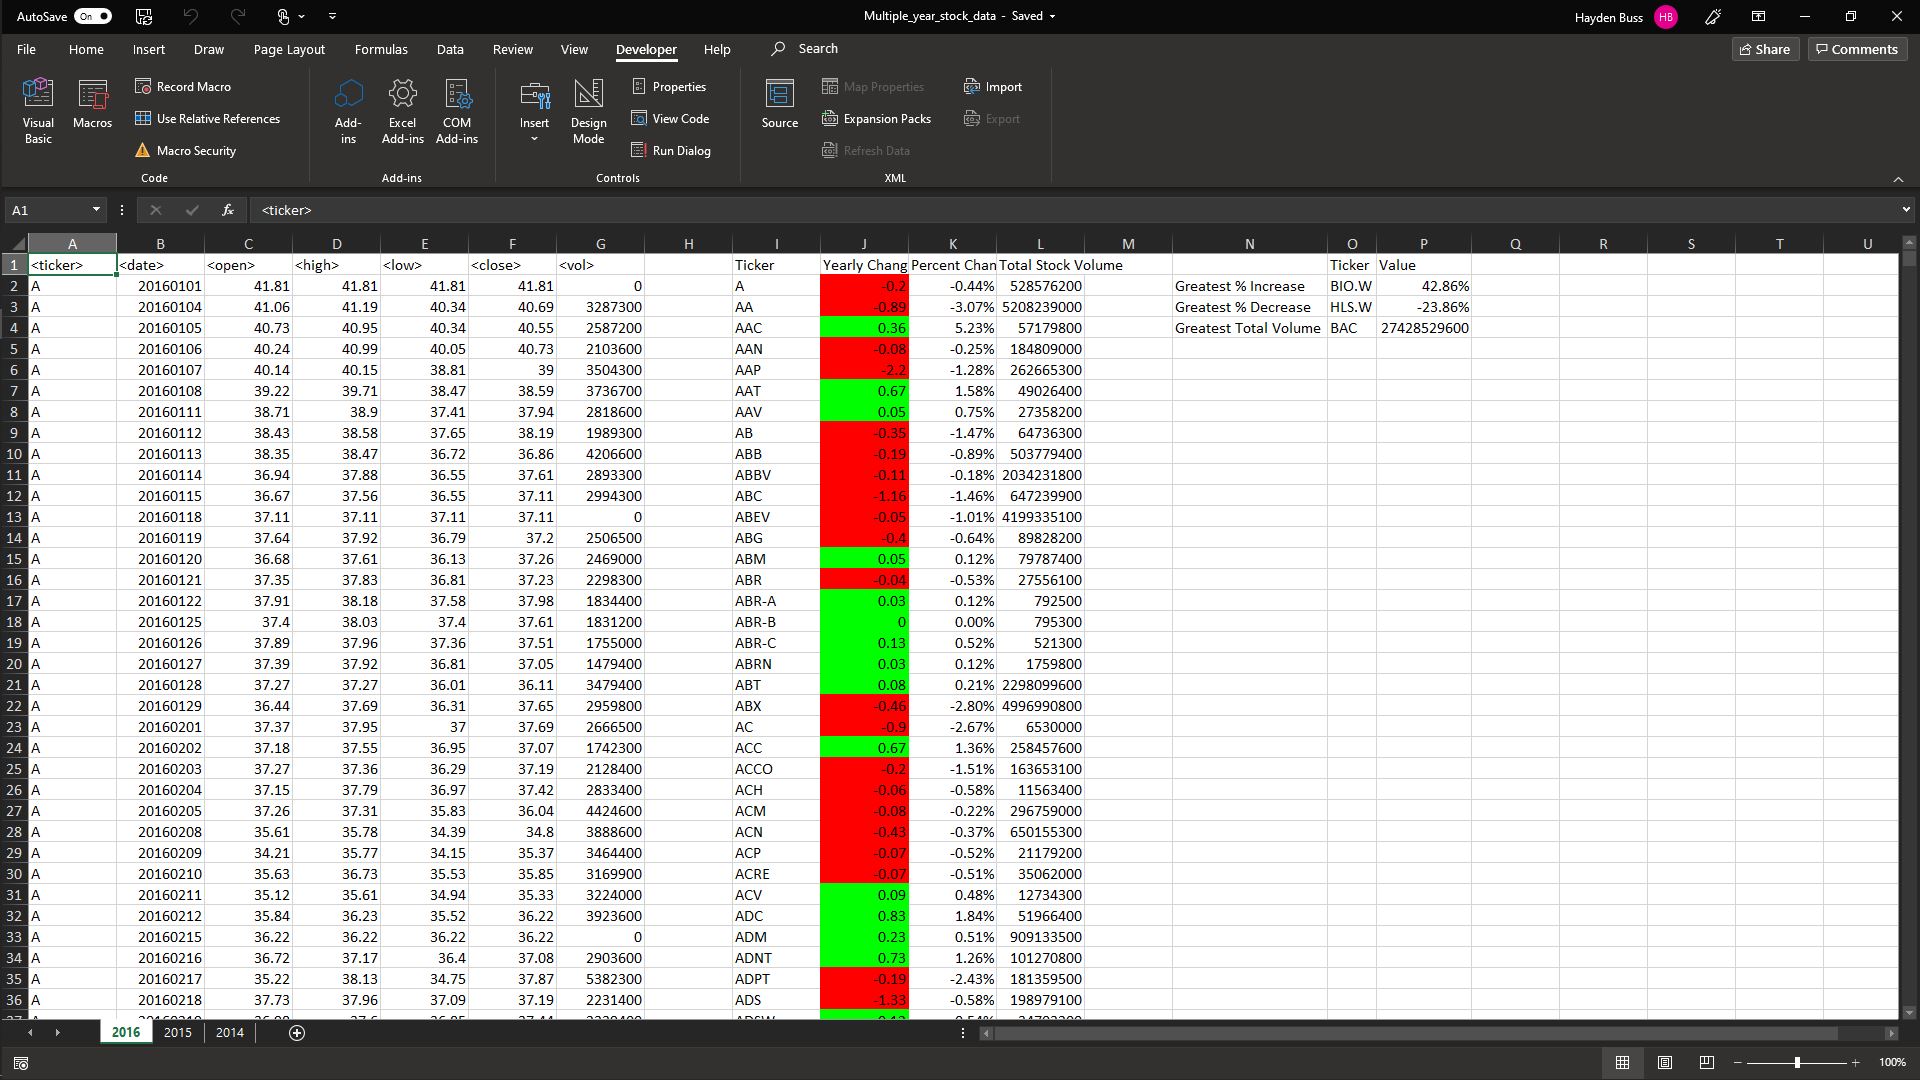 AutoSave On Multiple_year_stock_data - Saved Hayden Buss HB
File Home Insert Draw Page Layout Formulas Data Review View Developer Help Search Share Comments
Visual Basic Macros Record Macro Use Relative References Macro Security Code
Add-ins Excel Add-ins COM Add-ins Add-ins
Insert Design Mode Properties View Code Run Dialog Controls
Source Map Properties Expansion Packs Refresh Data Import Export XML
A1 fx <ticker>
A B C D E F G H I J K L M N O P Q R S T U
1 <ticker> <date> <open> <high> <low> <close> <vol> Ticker Yearly Chang Percent Chan Total Stock Volume Ticker Value
2 A 20160101 41.81 41.81 41.81 41.81 0 A -0.2 -0.44% 528576200 Greatest % Increase BIO.W 42.86%
3 A 20160104 41.06 41.19 40.34 40.69 3287300 AA -0.89 -3.07% 5208239000 Greatest % Decrease HLS.W -23.86%
4 A 20160105 40.73 40.95 40.34 40.55 2587200 AAC 0.36 5.23% 57179800 Greatest Total Volume BAC 27428529600
5 A 20160106 40.24 40.99 40.05 40.73 2103600 AAN -0.08 -0.25% 184809000
6 A 20160107 40.14 40.15 38.81 39 3504300 AAP -2.2 -1.28% 262665300
7 A 20160108 39.22 39.71 38.47 38.59 3736700 AAT 0.67 1.58% 49026400
8 A 20160111 38.71 38.9 37.41 37.94 2818600 AAV 0.05 0.75% 27358200
9 A 20160112 38.43 38.58 37.65 38.19 1989300 AB -0.35 -1.47% 64736300
10 A 20160113 38.35 38.47 36.72 36.86 4206600 ABB -0.19 -0.89% 503779400
11 A 20160114 36.94 37.88 36.55 37.61 2893300 ABBV -0.11 -0.18% 2034231800
12 A 20160115 36.67 37.56 36.55 37.11 2994300 ABC -1.16 -1.46% 647239900
13 A 20160118 37.11 37.11 37.11 37.11 0 ABEV -0.05 -1.01% 4199335100
14 A 20160119 37.64 37.92 36.79 37.2 2506500 ABG -0.4 -0.64% 89828200
15 A 20160120 36.68 37.61 36.13 37.26 2469000 ABM 0.05 0.12% 79787400
16 A 20160121 37.35 37.83 36.81 37.23 2298300 ABR -0.04 -0.53% 27556100
17 A 20160122 37.91 38.18 37.58 37.98 1834400 ABR-A 0.03 0.12% 792500
18 A 20160125 37.4 38.03 37.4 37.61 1831200 ABR-B 0 0.00% 795300
19 A 20160126 37.89 37.96 37.36 37.51 1755000 ABR-C 0.13 0.52% 521300
20 A 20160127 37.39 37.92 36.81 37.05 1479400 ABRN 0.03 0.12% 1759800
21 A 20160128 37.27 37.27 36.01 36.11 3479400 ABT 0.08 0.21% 2298099600
22 A 20160129 36.44 37.69 36.31 37.65 2959800 ABX -0.46 -2.80% 4996990800
23 A 20160201 37.37 37.95 37 37.69 2666500 AC -0.9 -2.67% 6530000
24 A 20160202 37.18 37.55 36.95 37.07 1742300 ACC 0.67 1.36% 258457600
25 A 20160203 37.27 37.36 36.29 37.19 2128400 ACCO -0.2 -1.51% 163653100
26 A 20160204 37.15 37.79 36.97 37.42 2833400 ACH -0.06 -0.58% 11563400
27 A 20160205 37.26 37.31 35.83 36.04 4424600 ACM -0.08 -0.22% 296759000
28 A 20160208 35.61 35.78 34.39 34.8 3888600 ACN -0.43 -0.37% 650155300
29 A 20160209 34.21 35.77 34.15 35.37 3464400 ACP -0.07 -0.52% 21179200
30 A 20160210 35.63 36.73 35.53 35.85 3169900 ACRE -0.07 -0.51% 35062000
31 A 20160211 35.12 35.61 34.94 35.33 3224000 ACV 0.09 0.48% 12734300
32 A 20160212 35.84 36.23 35.52 36.22 3923600 ADC 0.83 1.84% 51966400
33 A 20160215 36.22 36.22 36.22 36.22 0 ADM 0.23 0.51% 909133500
34 A 20160216 36.72 37.17 36.4 37.08 2903600 ADNT 0.73 1.26% 101270800
35 A 20160217 35.22 38.13 34.75 37.87 5382300 ADPT -0.19 -2.43% 181359500
36 A 20160218 37.73 37.96 37.09 37.19 2231400 ADS -1.33 -0.58% 198979100
2016 2015 2014
100%